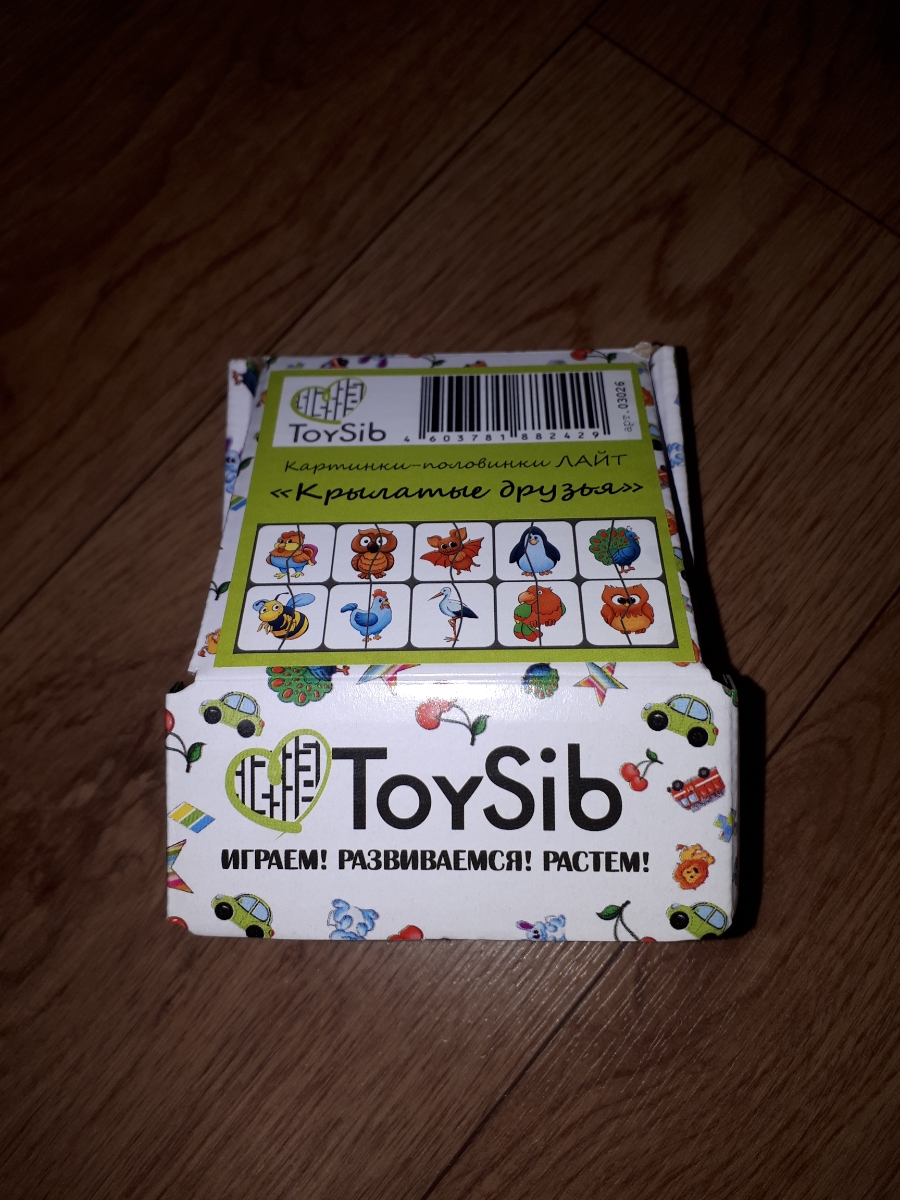 ToySib
4 603781 882429
арт.03026
Картинки-половинки ЛАЙТ
«Крылатые друзья»
ToySib
ИГРАЕМ! РАЗВИВАЕМСЯ! РАСТЕМ!